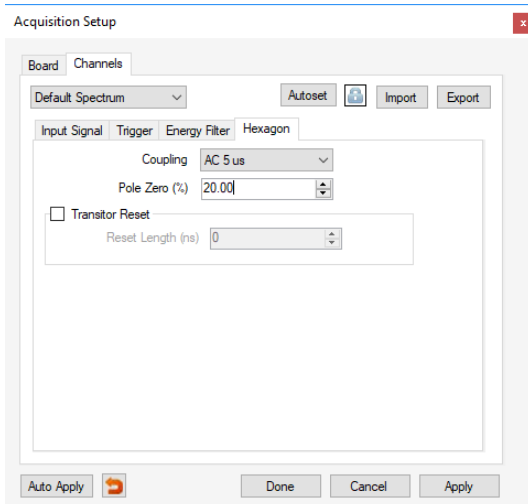 Acquisition Setup
x
Board Channels
Default Spectrum Autoset Import Export
Input Signal Trigger Energy Filter Hexagon
Coupling AC 5 us
Pole Zero (%) 20.00
Transitor Reset
Reset Length (ns) 0
Auto Apply Done Cancel Apply